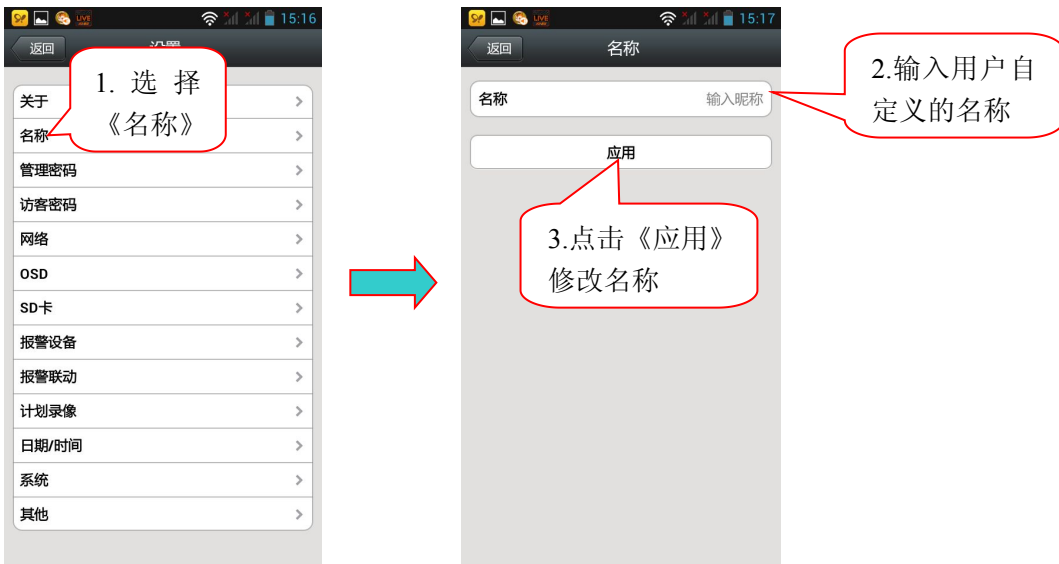 15:16
返回
1. 选 择
《名称》
关于
名称
管理密码
访客密码
网络
OSD
SD卡
报警设备
报警联动
计划录像
日期/时间
系统
其他
LIVE 15:17
返回 名称
名称 输入昵称
应用
2.输入用户自
定义的名称
3.点击《应用》
修改名称